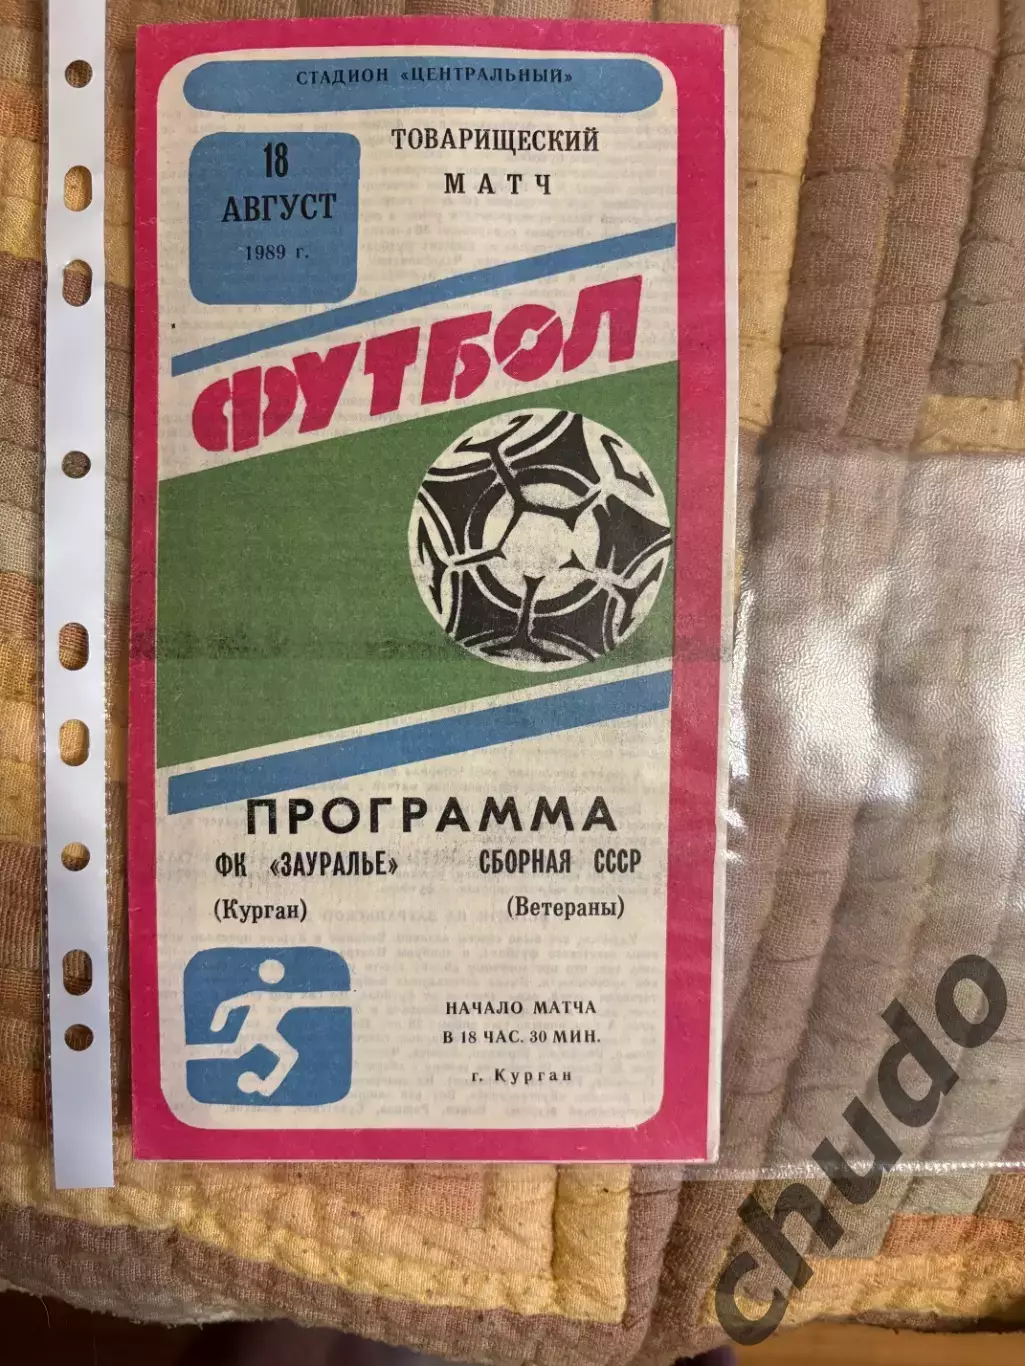 СТАДИОН «ЦЕНТРАЛЬНЫЙ»
18
АВГУСТ
1989 г.
ТОВАРИЩЕСКИЙ
МАТЧ
ФУТБОЛ
ПРОГРАММА
ФК «ЗАУРАЛЬЕ»
(Курган)
СБОРНАЯ СССР
(Ветераны)
НАЧАЛО МАТЧА
В 18 ЧАС. 30 МИН.
г. Курган
chudo